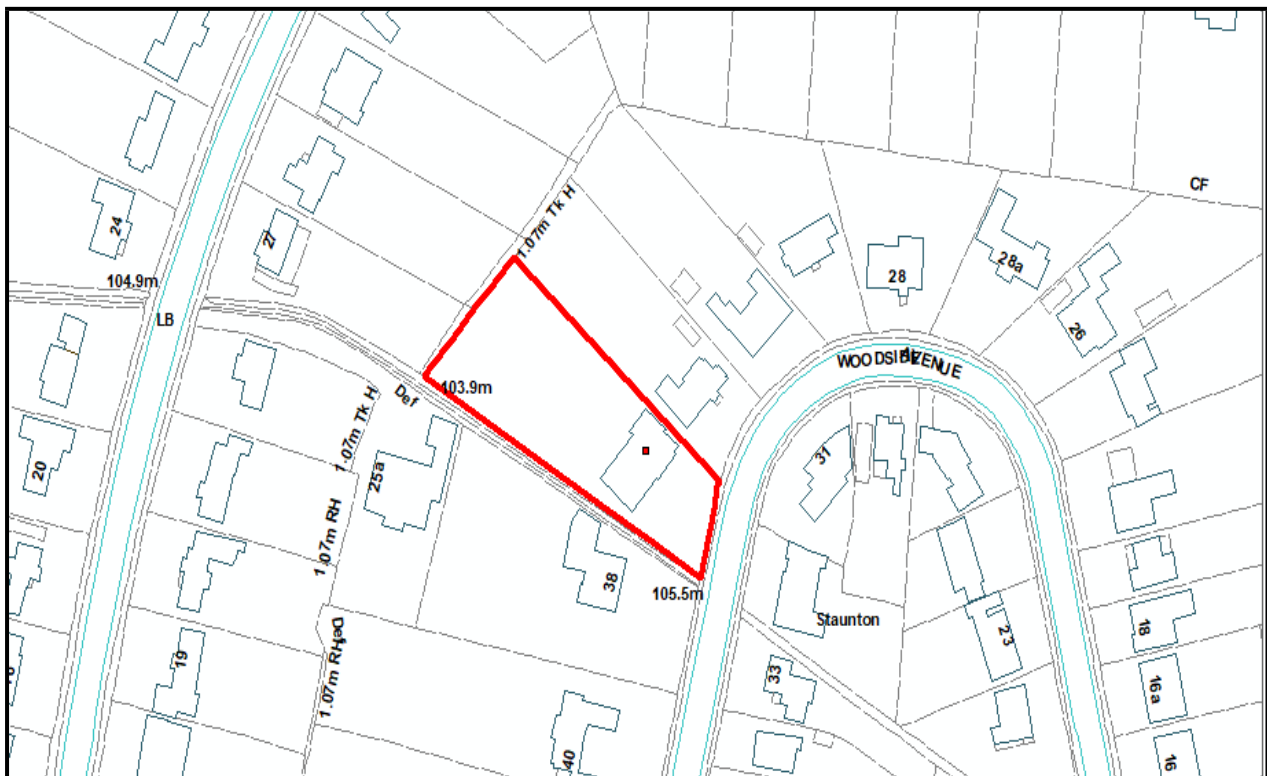 CF
1.07m Tk H
24
27
28
28a
104.9m
LB
26
WOODSIDE AVENUE
103.9m
Def
1.07m Tk H
20
25a
31
1.07m RH
38
105.5m
Staunton
18
23
Def
19
33
16a
1.07m RH
40
16